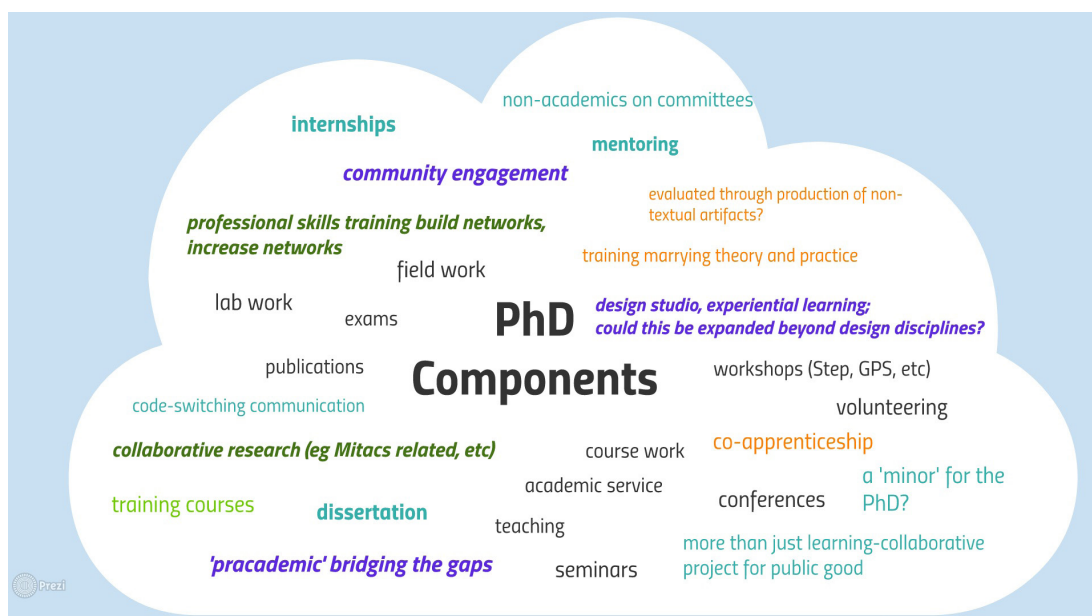 non-academics on committees
internships
mentoring
community engagement
evaluated through production of non-
textual artifacts?
professional skills training build networks,
increase networks
training marrying theory and practice
field work
lab work
exams
PhD
Components
design studio, experiential learning;
could this be expanded beyond design disciplines?
publications
workshops (Step, GPS, etc)
code-switching communication
volunteering
collaborative research (eg Mitacs related, etc)
course work
co-apprenticeship
academic service
a 'minor' for the
PhD?
training courses
dissertation
conferences
teaching
more than just learning-collaborative
project for public good
'pracademic' bridging the gaps
seminars
Prezi